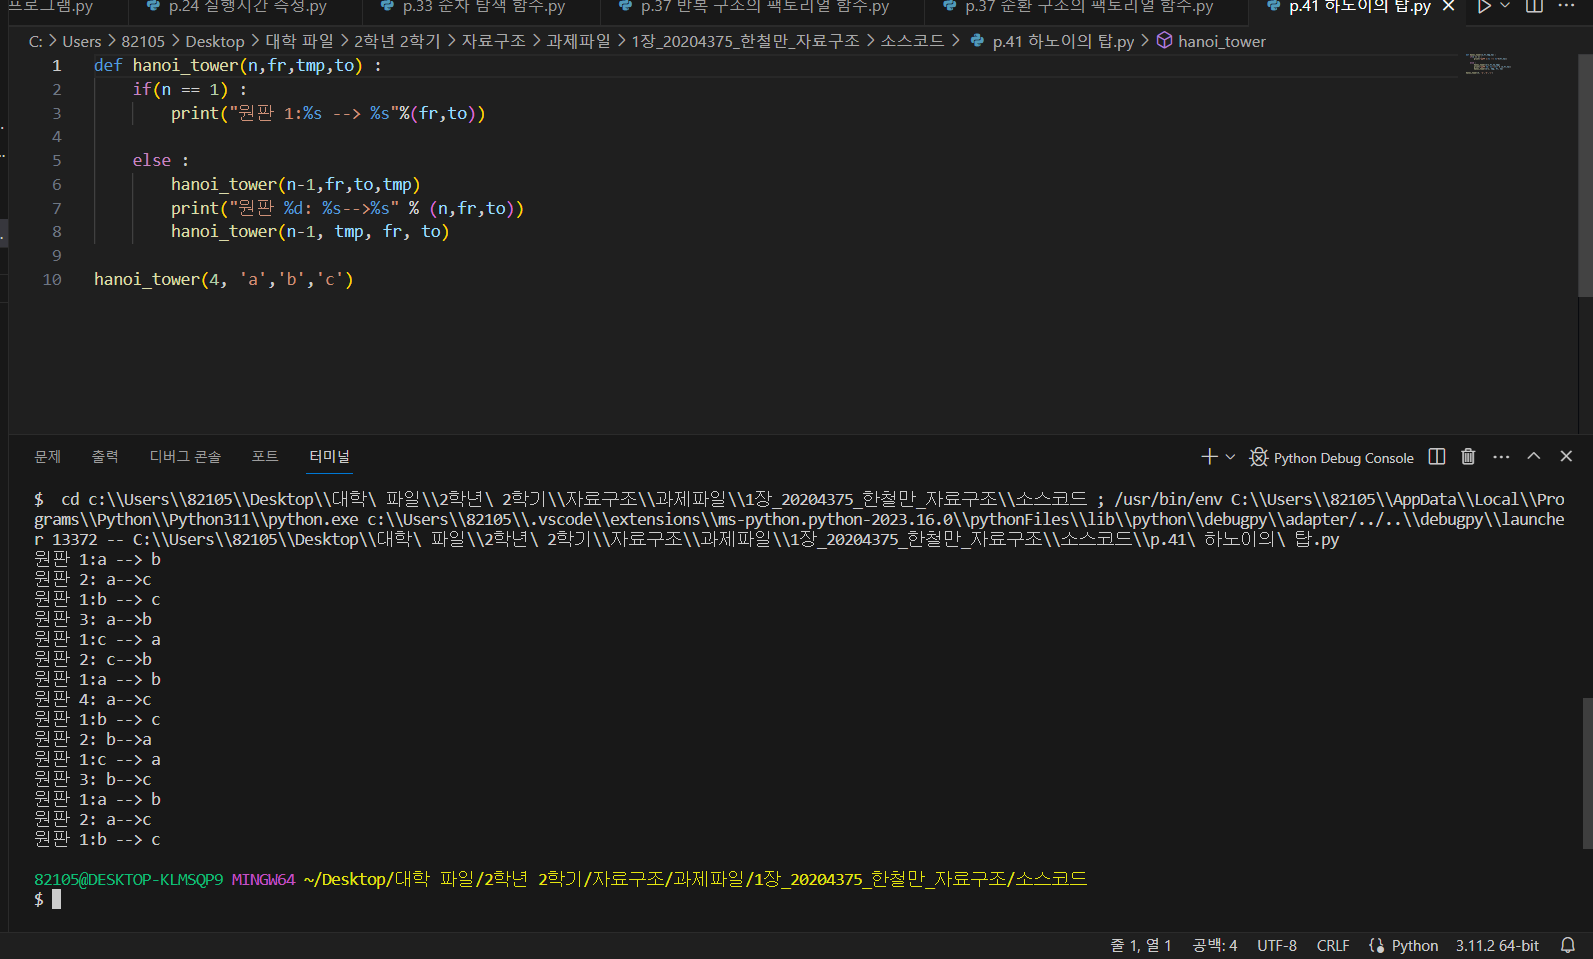 프로그램.py p.24 실행시간 측정.py p.33 순차 탐색 함수.py p.37 반복 구조의 팩토리얼 함수.py p.37 순환 구조의 팩토리얼 함수.py p.41 하노이의 탑.py
C: > Users > 82105 > Desktop > 대학 파일 > 2학년 2학기 > 자료구조 > 과제파일 > 1장_20204375_한철만_자료구조 > 소스코드 > p.41 하노이의 탑.py > hanoi_tower
1 def hanoi_tower(n,fr,tmp,to) :
2 if(n == 1) :
3 print("원판 1:%s --> %s"%(fr,to))
4
5 else :
6 hanoi_tower(n-1,fr,to,tmp)
7 print("원판 %d: %s-->%s" % (n,fr,to))
8 hanoi_tower(n-1, tmp, fr, to)
9
10 hanoi_tower(4, 'a','b','c')
문제 출력 디버그 콘솔 포트 터미널 Python Debug Console
$  cd c:\\Users\\82105\\Desktop\\대학\ 파일\\2학년\ 2학기\\자료구조\\과제파일\\1장_20204375_한철만_자료구조\\소스코드 ; /usr/bin/env C:\\Users\\82105\\AppData\\Local\\Pro
grams\\Python\\Python311\\python.exe c:\\Users\\82105\\.vscode\\extensions\\ms-python.python-2023.16.0\\pythonFiles\\lib\\python\\debugpy\\adapter/../..\\debugpy\\launche
r 13372 -- C:\\Users\\82105\\Desktop\\대학\ 파일\\2학년\ 2학기\\자료구조\\과제파일\\1장_20204375_한철만_자료구조\\소스코드\\p.41\ 하노이의\ 탑.py
원판 1:a --> b
원판 2: a-->c
원판 1:b --> c
원판 3: a-->b
원판 1:c --> a
원판 2: c-->b
원판 1:a --> b
원판 4: a-->c
원판 1:b --> c
원판 2: b-->a
원판 1:c --> a
원판 3: b-->c
원판 1:a --> b
원판 2: a-->c
원판 1:b --> c
82105@DESKTOP-KLMSQP9 MINGW64 ~/Desktop/대학 파일/2학년 2학기/자료구조/과제파일/1장_20204375_한철만_자료구조/소스코드
$
줄 1, 열 1 공백: 4 UTF-8 CRLF Python 3.11.2 64-bit